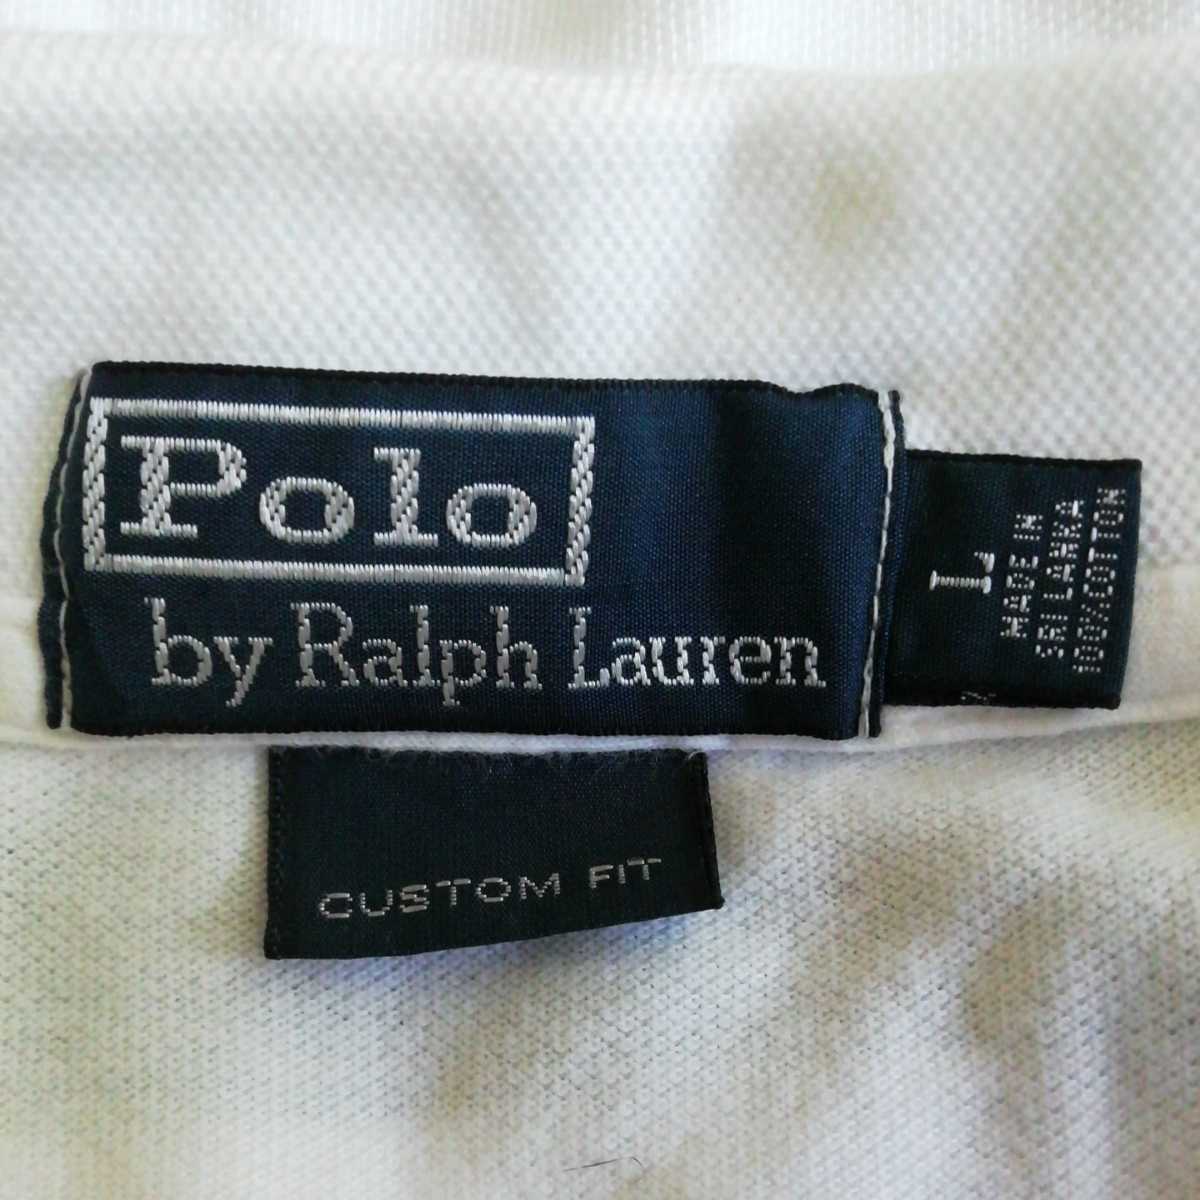 Polo
by Ralph Lauren
L
MADE IN
SRI LANKA
100% COTTON
CUSTOM FIT